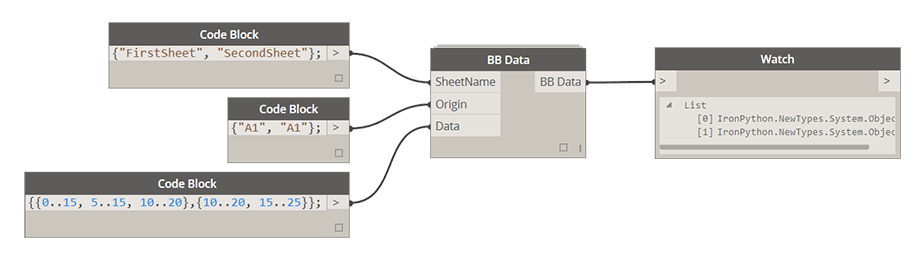 Code Block
{"FirstSheet", "SecondSheet"}; >
Code Block
{"A1", "A1"}; >
Code Block
{{0..15, 5..15, 10..20},{10..20, 15..25}}; >
BB Data
SheetName BB Data
Origin
Data
Watch
> >
List
[0] IronPython.NewTypes.System.Objec
[1] IronPython.NewTypes.System.Objec